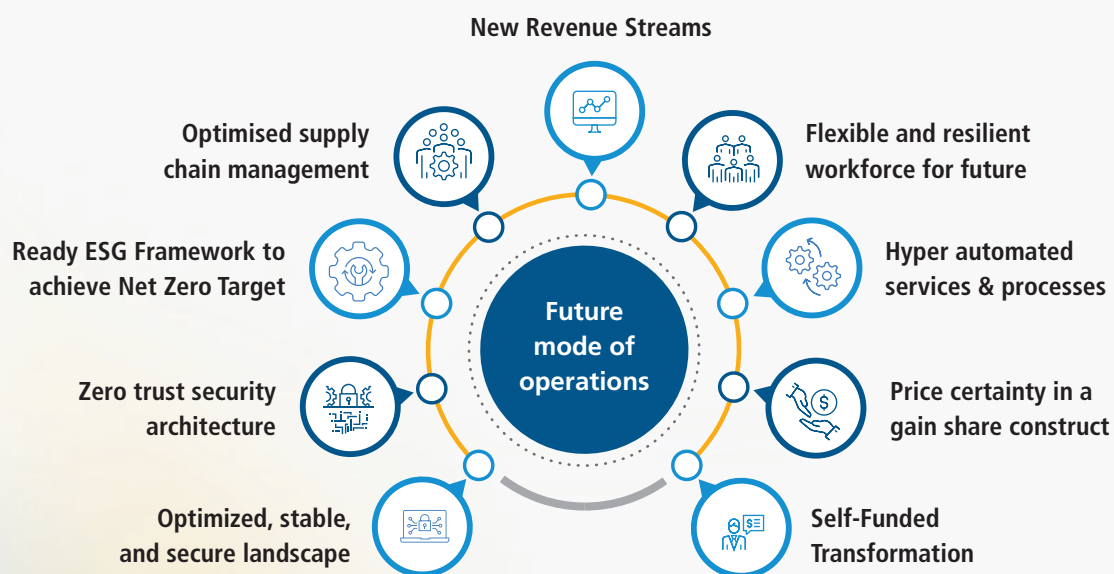 New Revenue Streams
Optimised supply
chain management
Flexible and resilient
workforce for future
Ready ESG Framework to
achieve Net Zero Target
Hyper automated
services & processes
Future
mode of
operations
Zero trust security
architecture
Price certainty in a
gain share construct
$
Optimized, stable,
and secure landscape
Self-Funded
Transformation
$